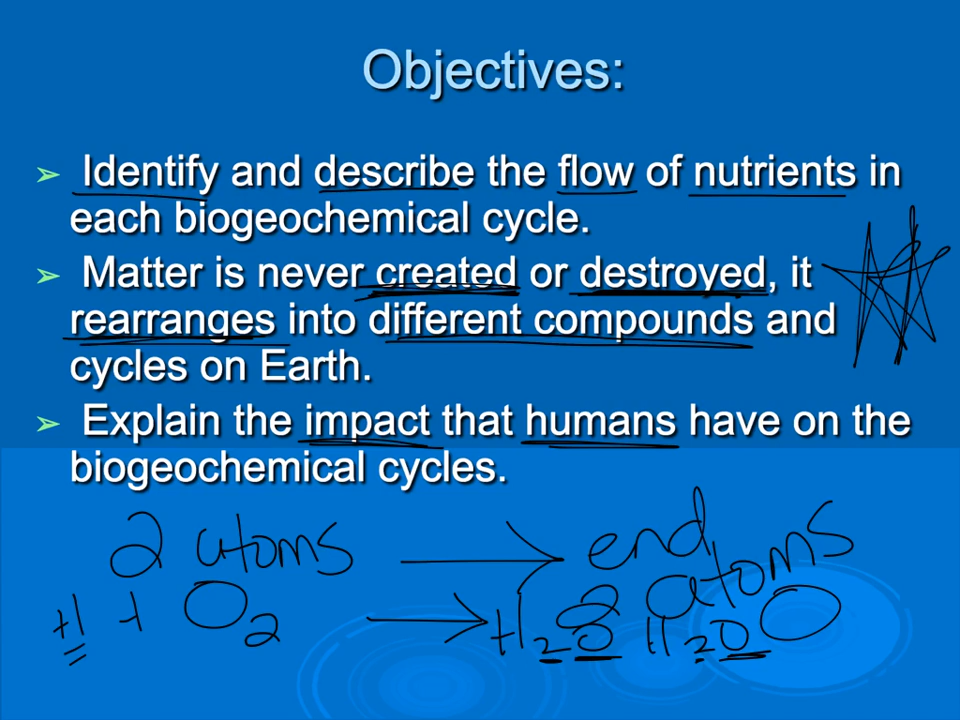 Objectives:
➢ Identify and describe the flow of nutrients in
each biogeochemical cycle.
➢ Matter is never created or destroyed, it
rearranges into different compounds and
cycles on Earth.
➢ Explain the impact that humans have on the
biogeochemical cycles.
2 atoms → end
2 atoms
H + O2 → H2O H2O